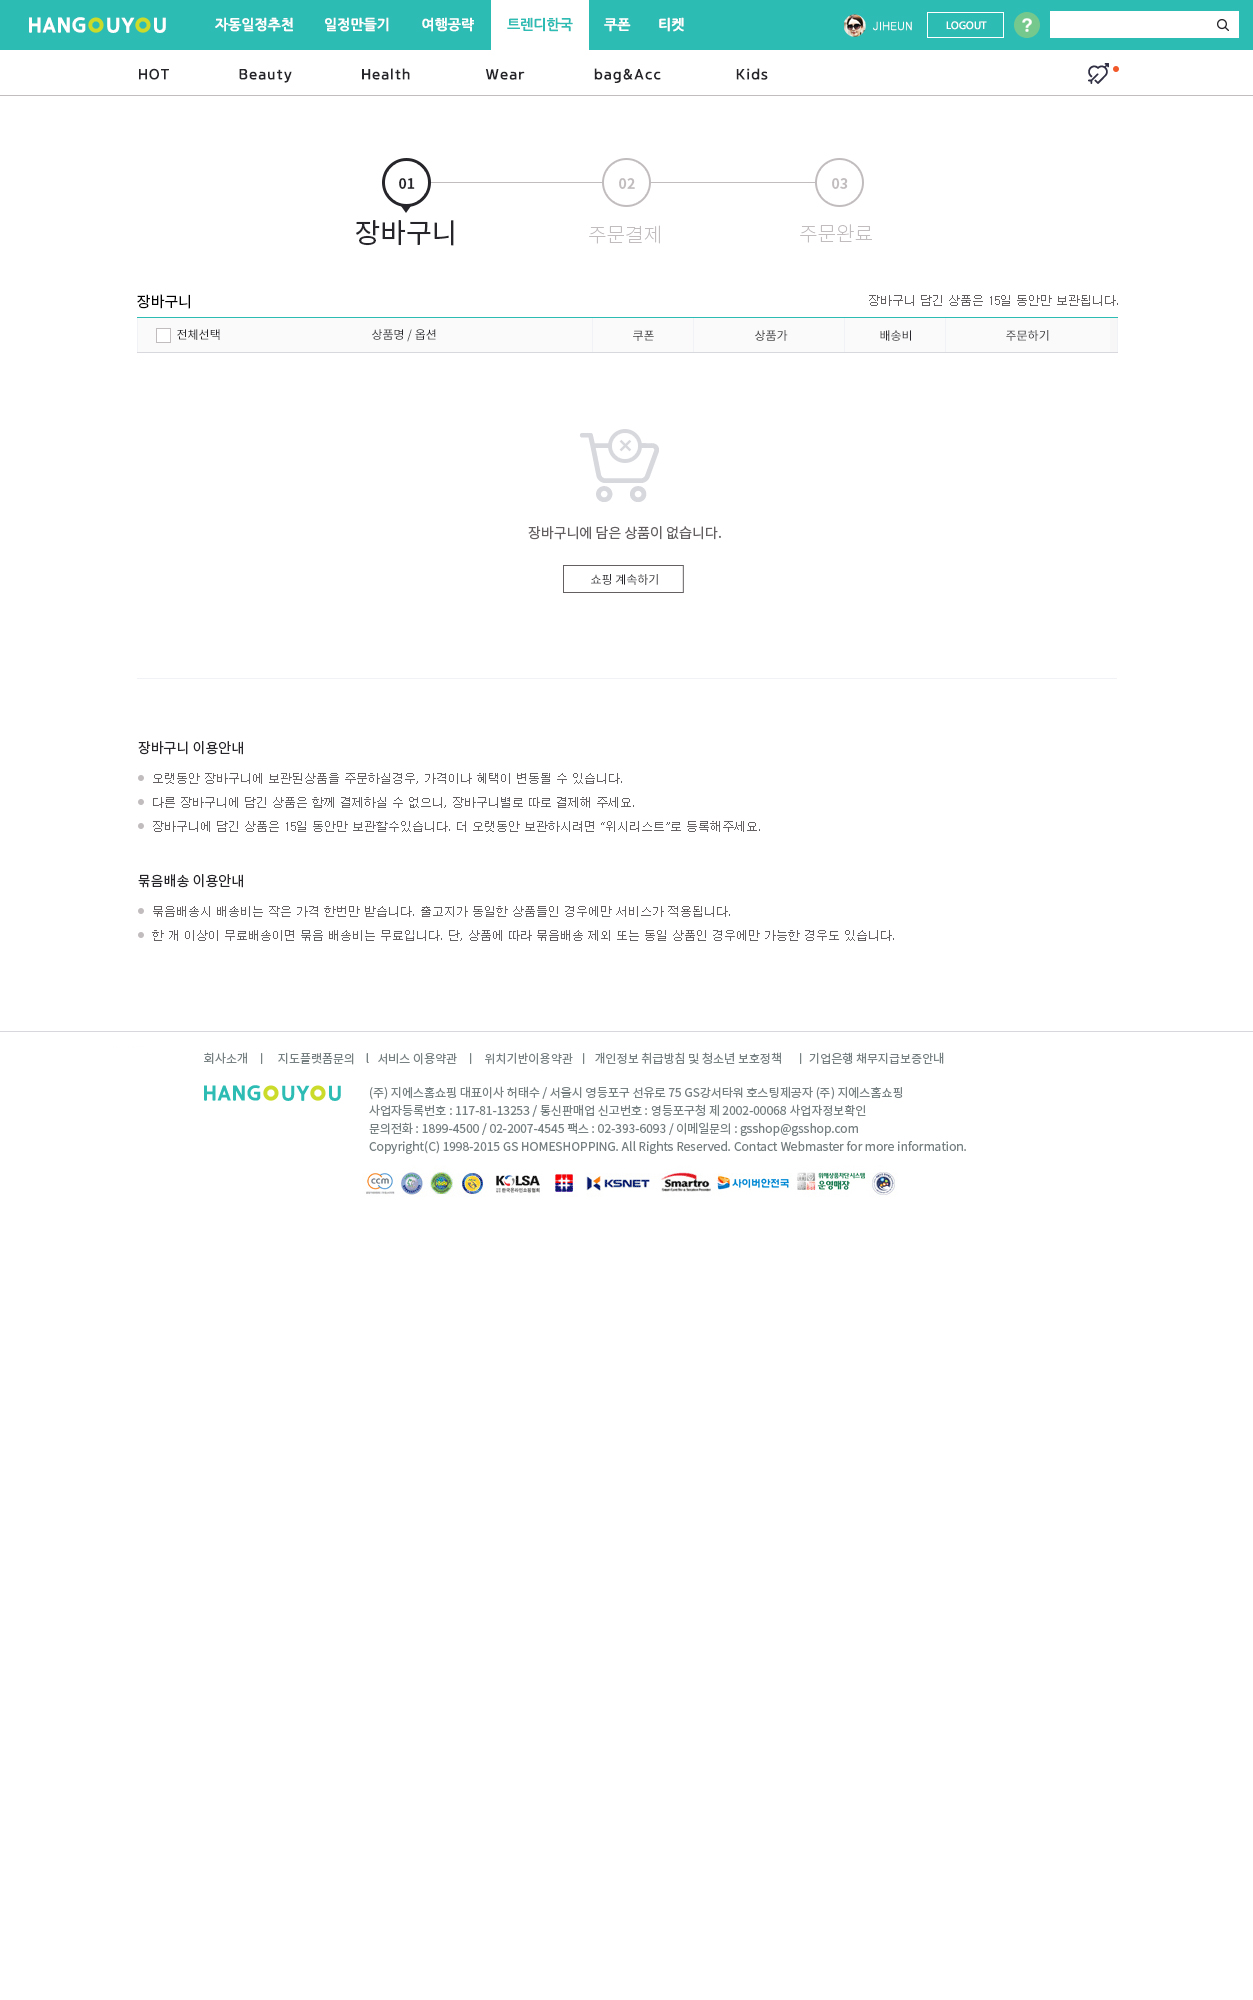 HANGOUYOU 자동일정추천 일정만들기 여행공략 트렌디한국 쿠폰 티켓 JIHEUN LOGOUT ?
HOT Beauty Health Wear bag&Acc Kids
01 02 03
장바구니 주문결제 주문완료
장바구니 장바구니 담긴 상품은 15일 동안만 보관됩니다.
전체선택 상품명 / 옵션 쿠폰 상품가 배송비 주문하기
장바구니에 담은 상품이 없습니다.
쇼핑 계속하기
장바구니 이용안내
오랫동안 장바구니에 보관된상품을 주문하실경우, 가격이나 혜택이 변동될 수 있습니다.
다른 장바구니에 담긴 상품은 함께 결제하실 수 없으니, 장바구니별로 따로 결제해 주세요.
장바구니에 담긴 상품은 15일 동안만 보관할수있습니다. 더 오랫동안 보관하시려면 “위시리스트”로 등록해주세요.
묶음배송 이용안내
묶음배송시 배송비는 작은 가격 한번만 받습니다. 출고지가 동일한 상품들인 경우에만 서비스가 적용됩니다.
한 개 이상이 무료배송이면 묶음 배송비는 무료입니다. 단, 상품에 따라 묶음배송 제외 또는 동일 상품인 경우에만 가능한 경우도 있습니다.
회사소개 ㅣ 지도플랫폼문의 l 서비스 이용약관 ㅣ 위치기반이용약관 ㅣ 개인정보 취급방침 및 청소년 보호정책 ㅣ 기업은행 채무지급보증안내
HANGOUYOU
(주) 지에스홈쇼핑 대표이사 허태수 / 서울시 영등포구 선유로 75 GS강서타워 호스팅제공자 (주) 지에스홈쇼핑
사업자등록번호 : 117-81-13253 / 통신판매업 신고번호 : 영등포구청 제 2002-00068 사업자정보확인
문의전화 : 1899-4500 / 02-2007-4545 팩스 : 02-393-6093 / 이메일문의 : gsshop@gsshop.com
Copyright(C) 1998-2015 GS HOMESHOPPING. All Rights Reserved. Contact Webmaster for more information.
ccm KOLSA 한국온라인쇼핑협회 KSNET Smartro 사이버안전국 위해상품차단시스템 운영매장